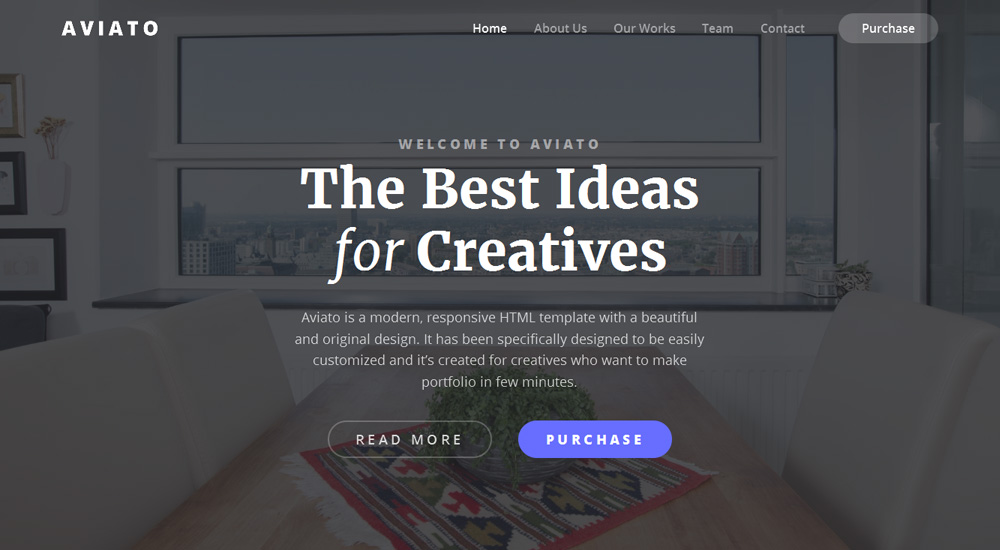 AVIATO
Home About Us Our Works Team Contact Purchase
WELCOME TO AVIATO
The Best Ideas
for Creatives
Aviato is a modern, responsive HTML template with a beautiful
and original design. It has been specifically designed to be easily
customized and it’s created for creatives who want to make
portfolio in few minutes.
READ MORE PURCHASE